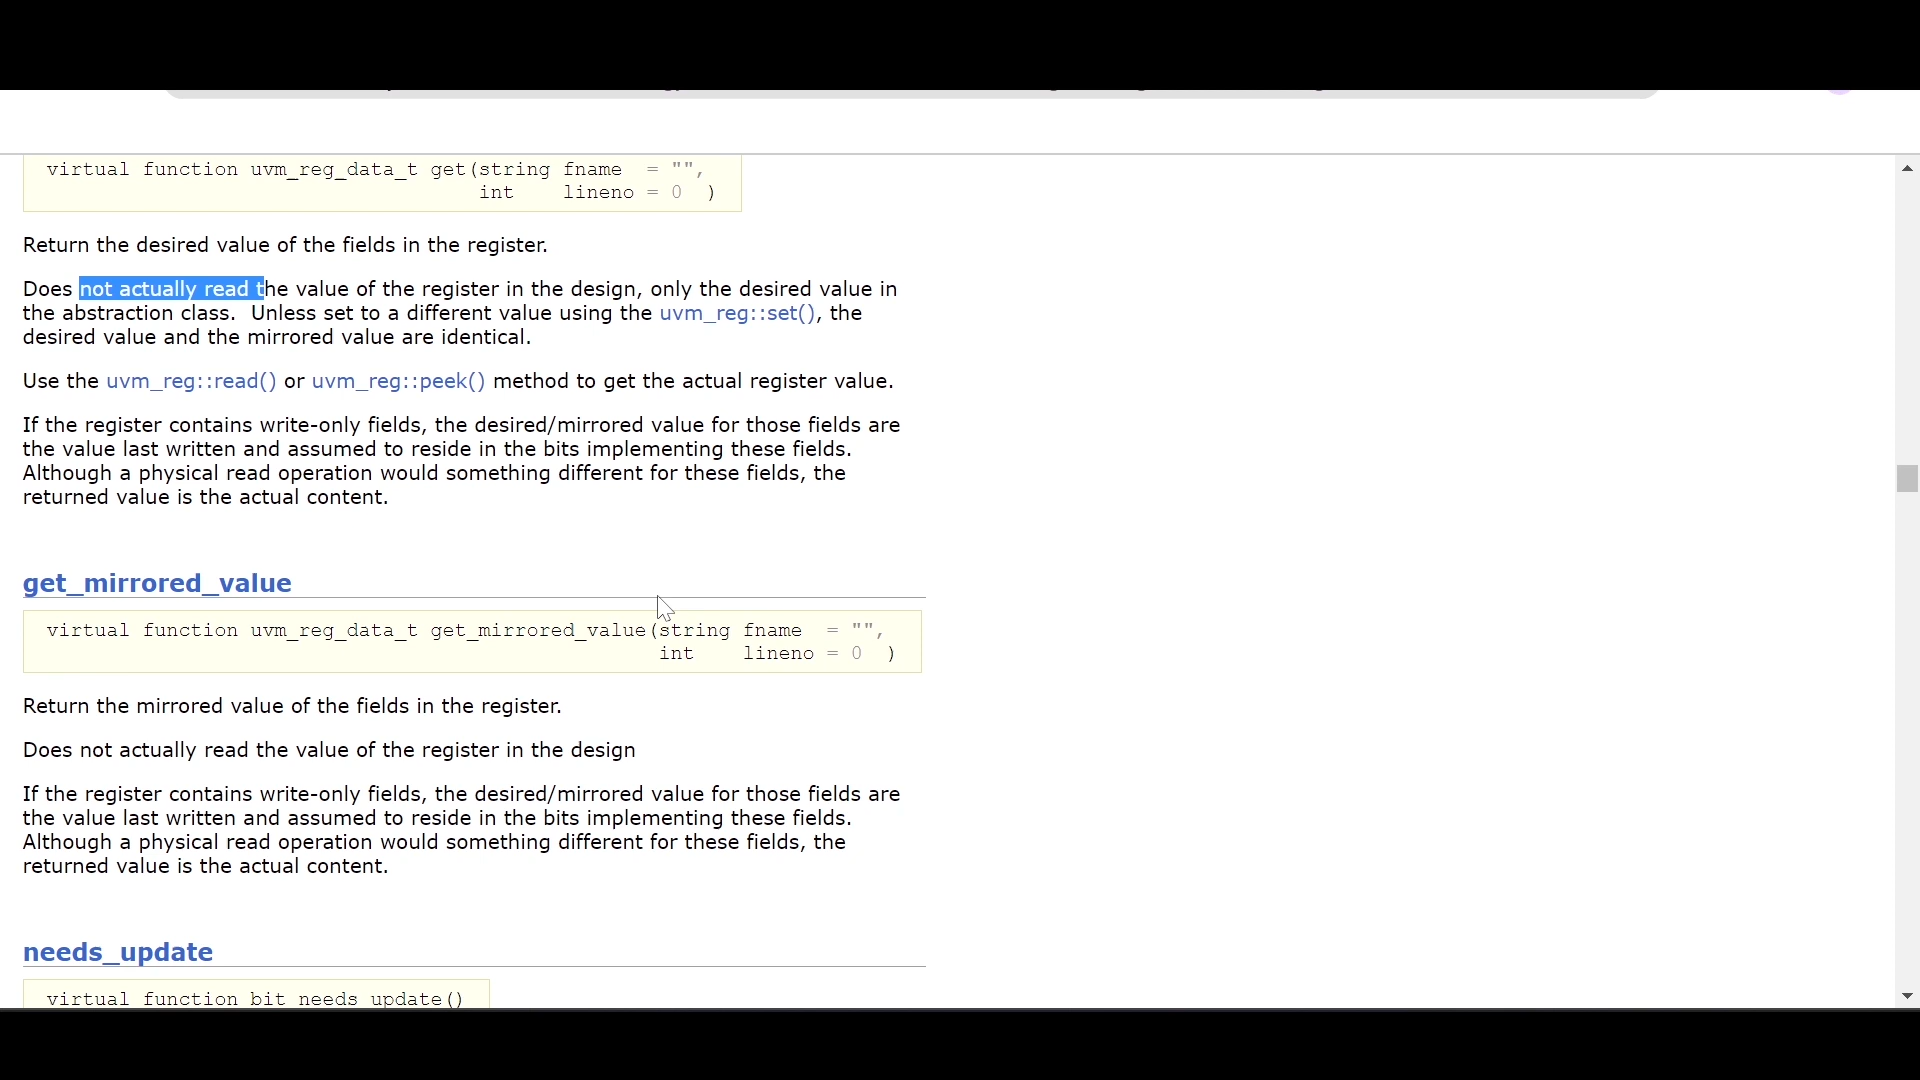 virtual function uvm_reg_data_t get(string fname = "",
int lineno = 0 )
Return the desired value of the fields in the register.
Does not actually read the value of the register in the design, only the desired value in
the abstraction class. Unless set to a different value using the uvm_reg::set(), the
desired value and the mirrored value are identical.
Use the uvm_reg::read() or uvm_reg::peek() method to get the actual register value.
If the register contains write-only fields, the desired/mirrored value for those fields are
the value last written and assumed to reside in the bits implementing these fields.
Although a physical read operation would something different for these fields, the
returned value is the actual content.
get_mirrored_value
virtual function uvm_reg_data_t get_mirrored_value(string fname = "",
int lineno = 0 )
Return the mirrored value of the fields in the register.
Does not actually read the value of the register in the design
If the register contains write-only fields, the desired/mirrored value for those fields are
the value last written and assumed to reside in the bits implementing these fields.
Although a physical read operation would something different for these fields, the
returned value is the actual content.
needs_update
virtual function bit needs_update()